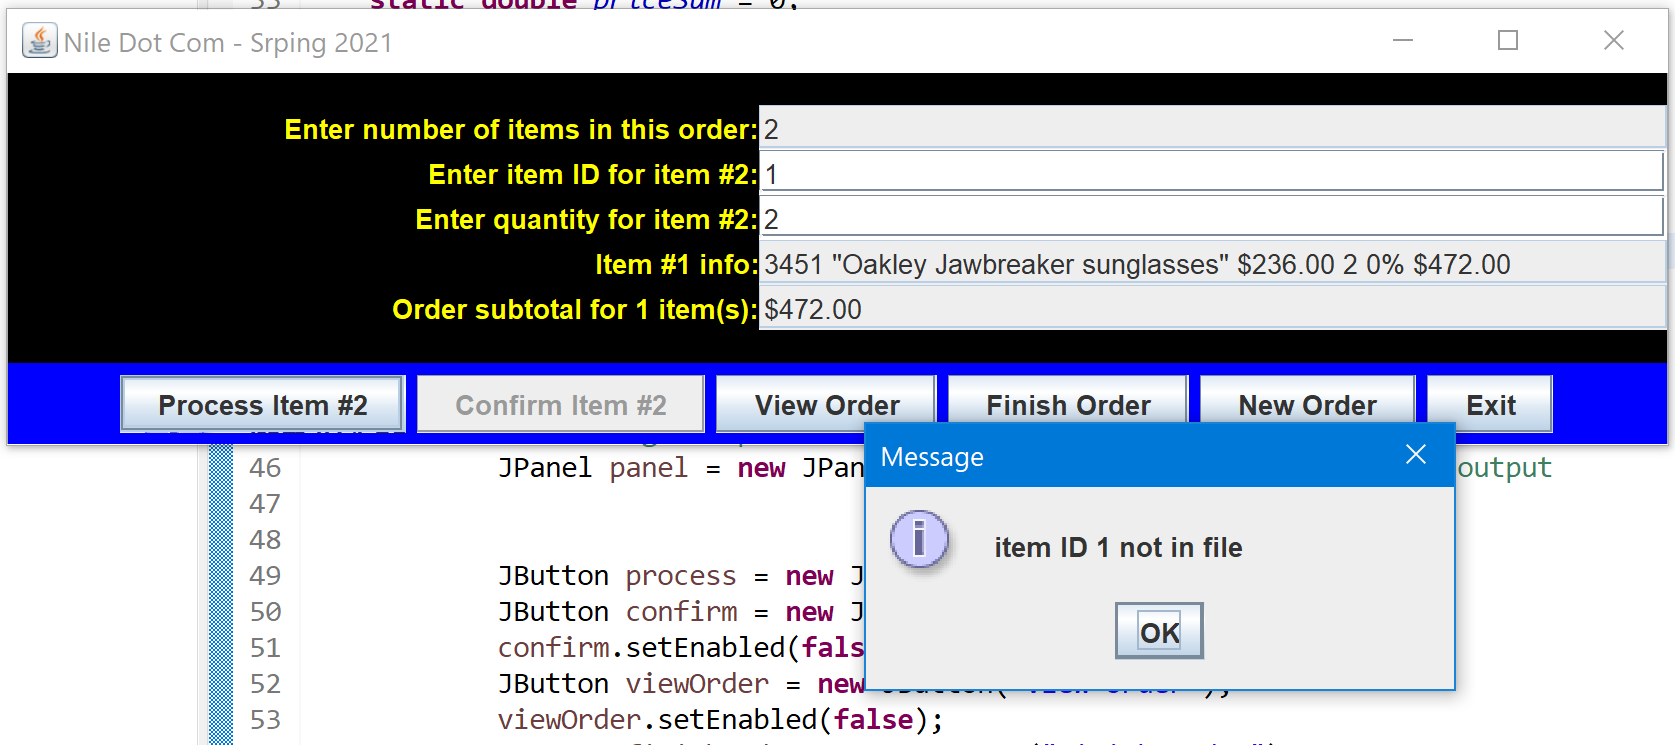 static double priceSum = 0;
Nile Dot Com - Srping 2021
Enter number of items in this order: 2
Enter item ID for item #2: 1
Enter quantity for item #2: 2
Item #1 info: 3451 "Oakley Jawbreaker sunglasses" $236.00 2 0% $472.00
Order subtotal for 1 item(s): $472.00
Process Item #2 Confirm Item #2 View Order Finish Order New Order Exit
Message
item ID 1 not in file
OK
46 JPanel panel = new JPan output
47
48
49 JButton process = new J
50 JButton confirm = new J
51 confirm.setEnabled(fals
52 JButton viewOrder = new
53 viewOrder.setEnabled(false);